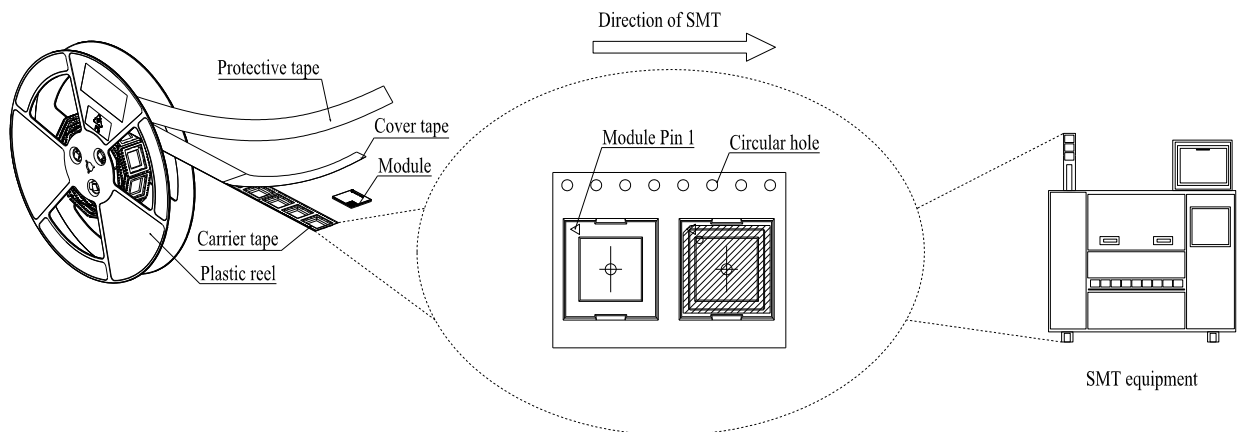 Direction of SMT
Protective tape
Cover tape
Module
Carrier tape
Plastic reel
Module Pin 1
Circular hole
SMT equipment